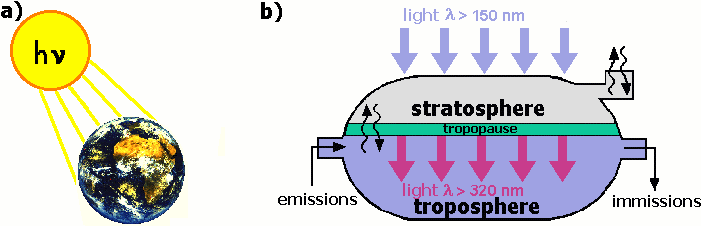 a)
hν
b)
light λ > 150 nm
stratosphere
tropopause
emissions
light λ > 320 nm
immissions
troposphere